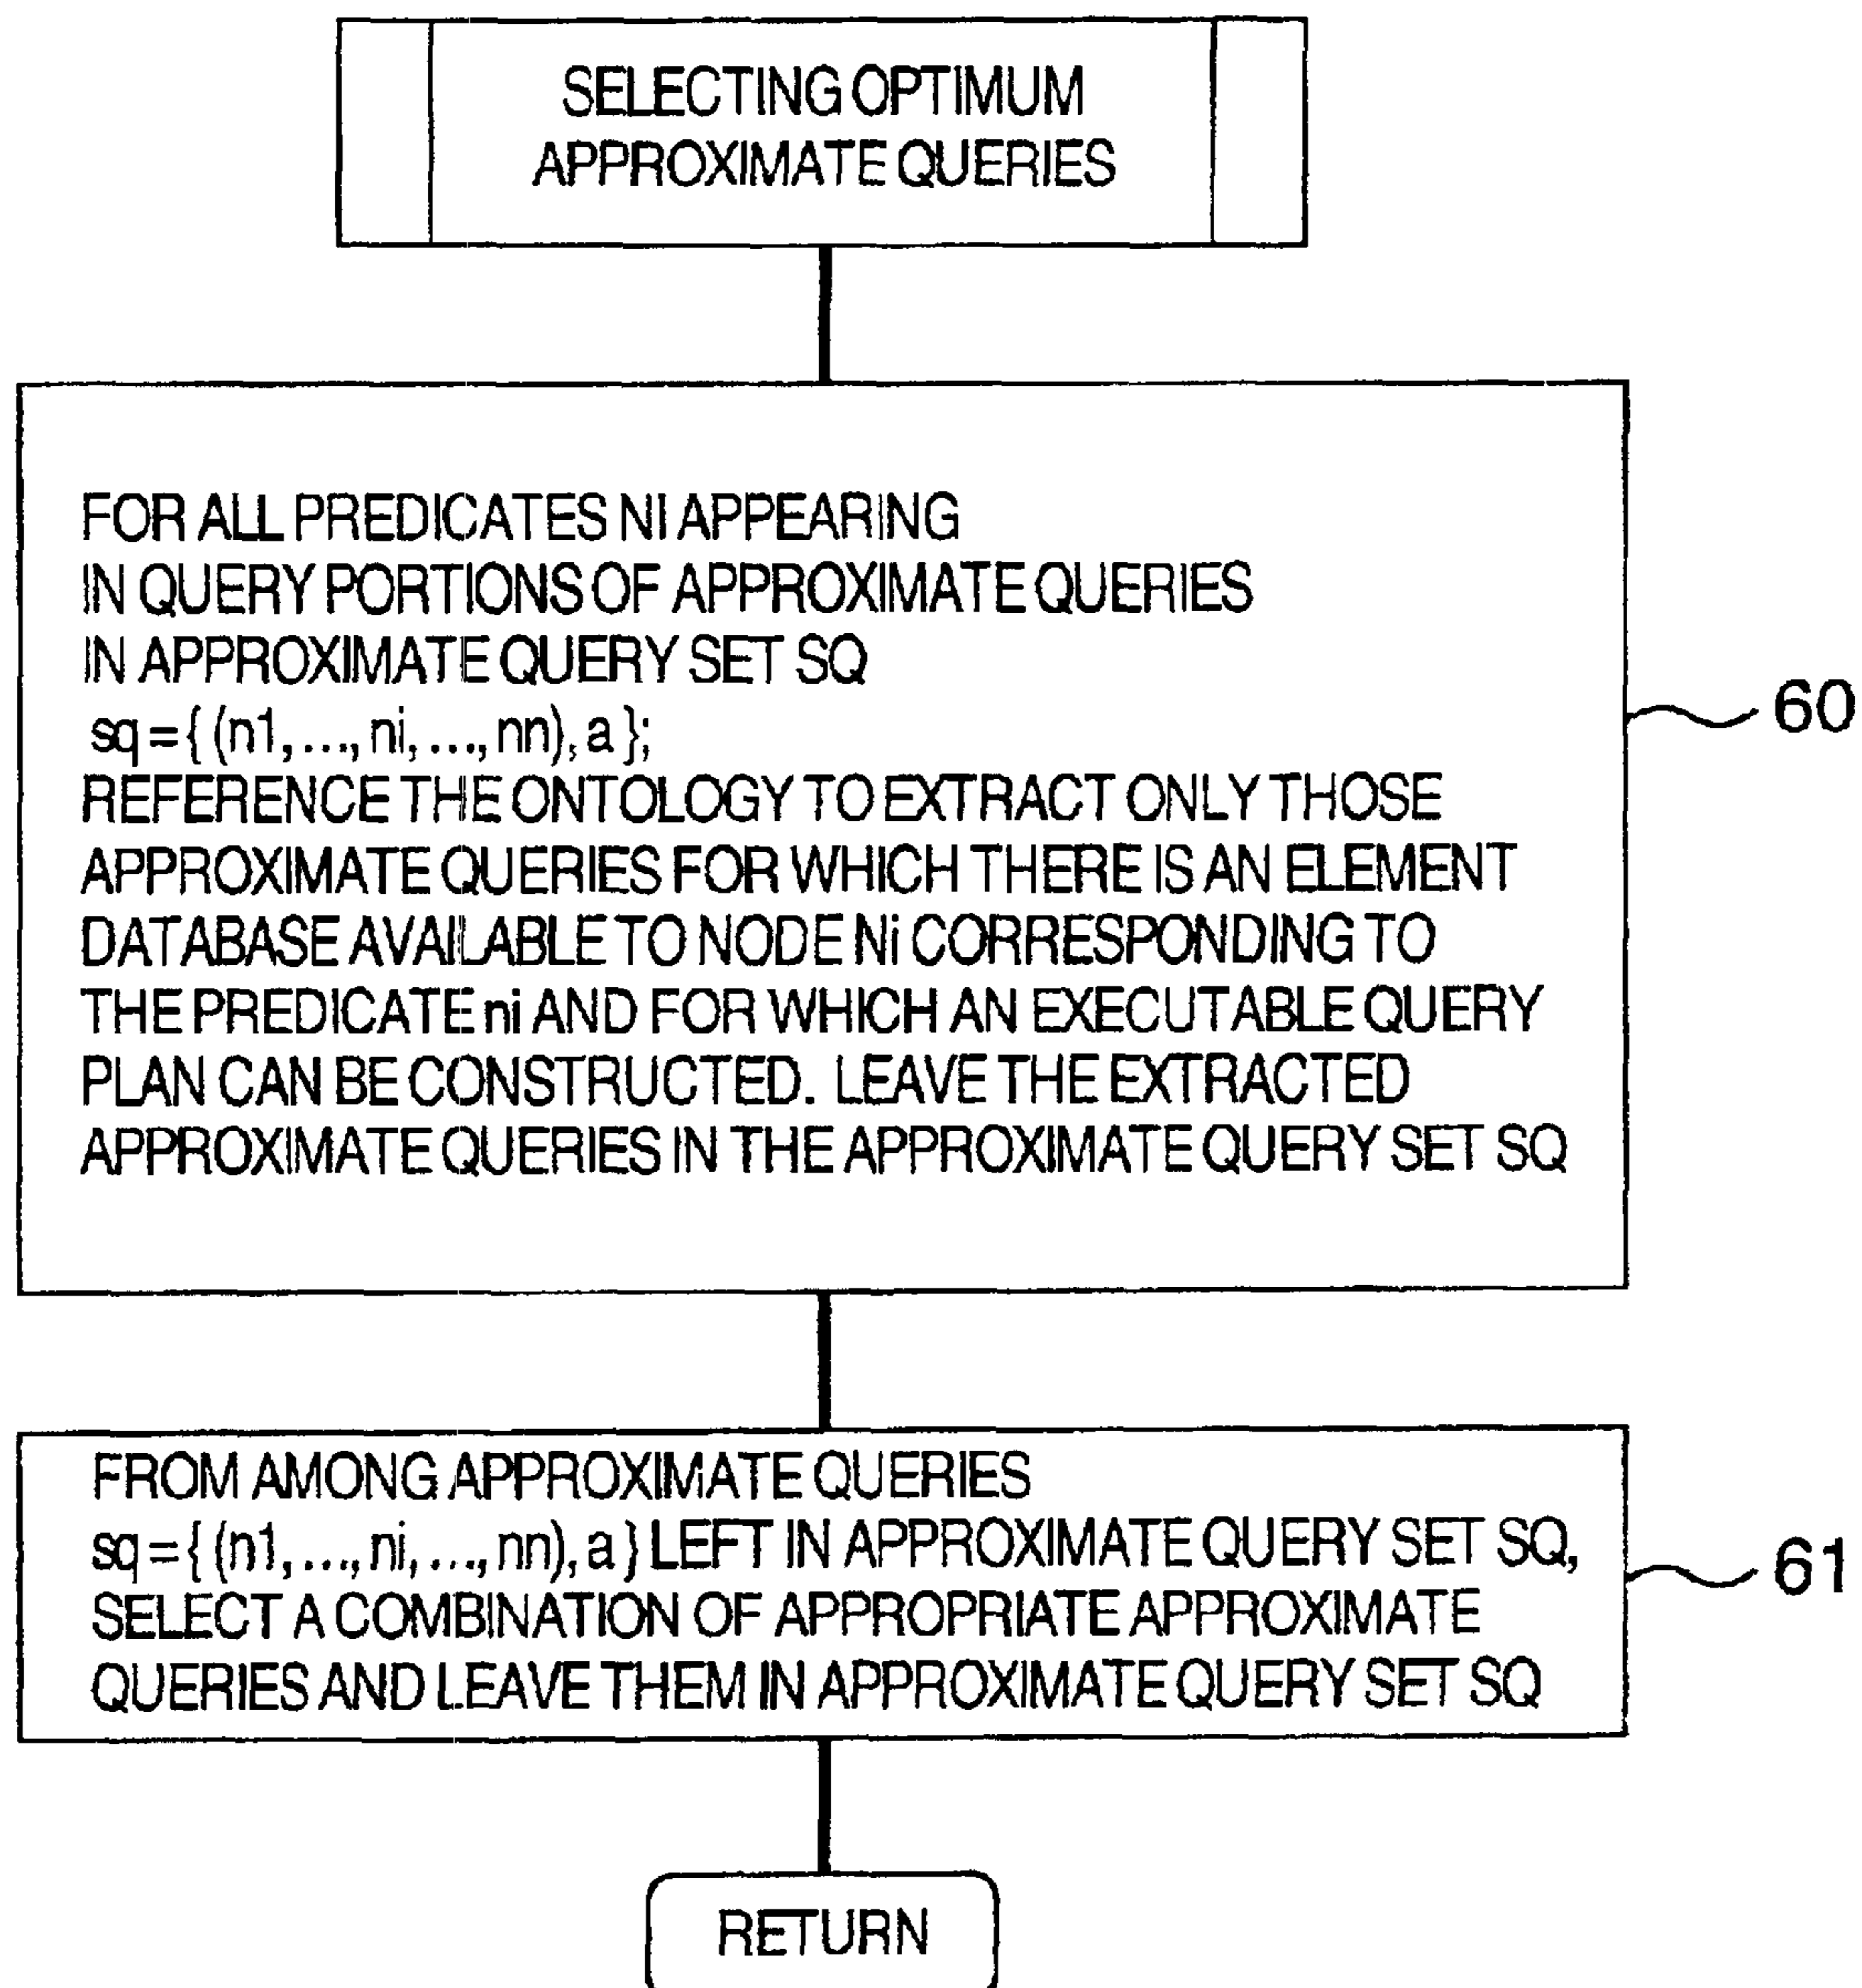 SELECTING OPTIMUM
APPROXIMATE QUERIES
FOR ALL PREDICATES NI APPEARING
IN QUERY PORTIONS OF APPROXIMATE QUERIES
IN APPROXIMATE QUERY SET SQ
sq={(n1,...,ni,...,nn),a};
REFERENCE THE ONTOLOGY TO EXTRACT ONLY THOSE
APPROXIMATE QUERIES FOR WHICH THERE IS AN ELEMENT
DATABASE AVAILABLE TO NODE Ni CORRESPONDING TO
THE PREDICATE ni AND FOR WHICH AN EXECUTABLE QUERY
PLAN CAN BE CONSTRUCTED. LEAVE THE EXTRACTED
APPROXIMATE QUERIES IN THE APPROXIMATE QUERY SET SQ
60
FROM AMONG APPROXIMATE QUERIES
sq={(n1,...,ni,...,nn),a} LEFT IN APPROXIMATE QUERY SET SQ,
SELECT A COMBINATION OF APPROPRIATE APPROXIMATE
QUERIES AND LEAVE THEM IN APPROXIMATE QUERY SET SQ
61
RETURN